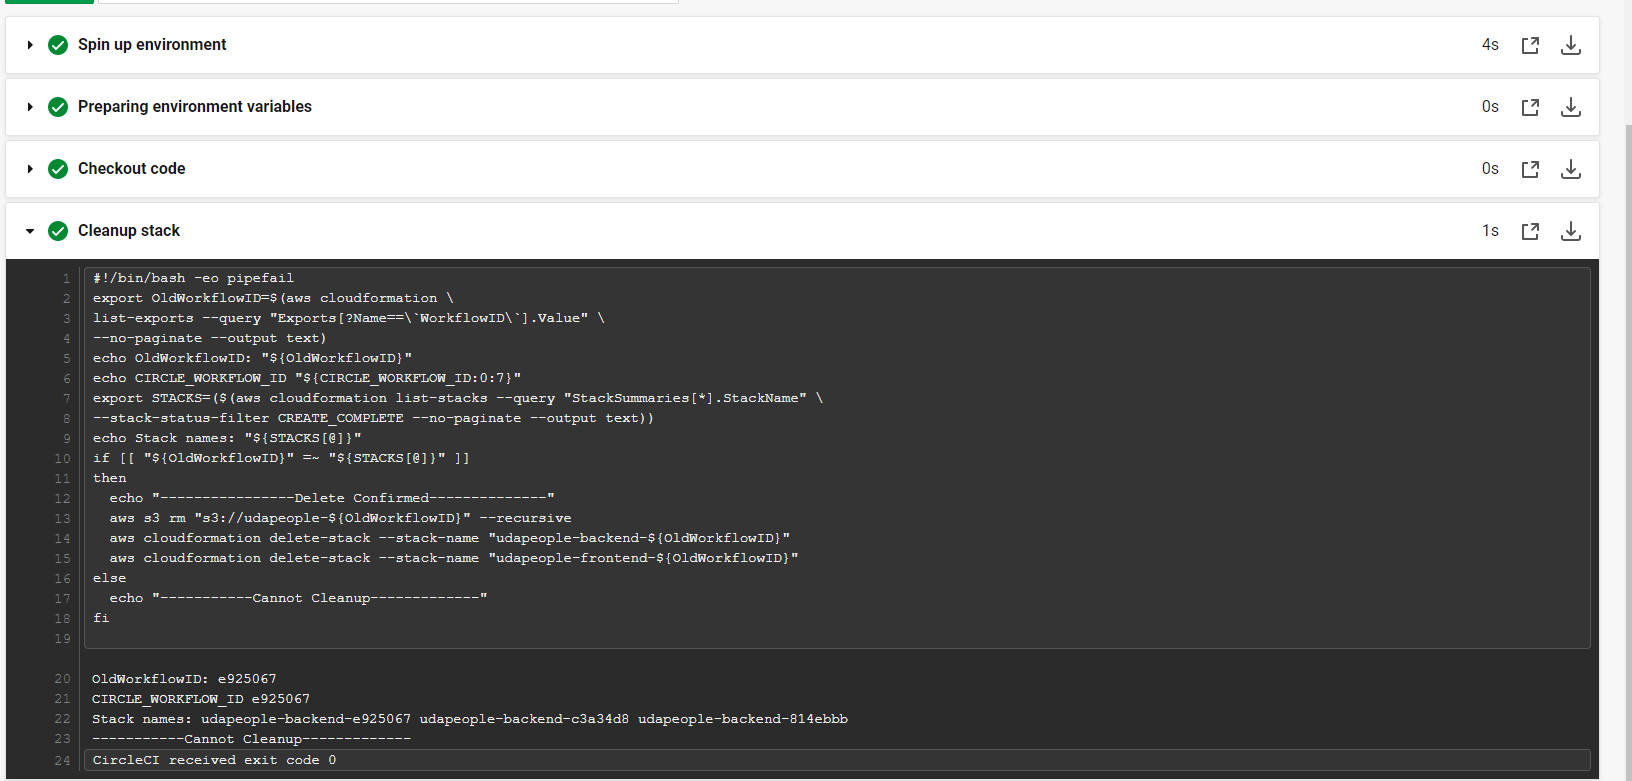 Spin up environment 4s
Preparing environment variables 0s
Checkout code 0s
Cleanup stack 1s
1 #!/bin/bash -eo pipefail
2 export OldWorkflowID=$(aws cloudformation \
3 list-exports --query "Exports[?Name==\`WorkflowID\`].Value" \
4 --no-paginate --output text)
5 echo OldWorkflowID: "${OldWorkflowID}"
6 echo CIRCLE_WORKFLOW_ID "${CIRCLE_WORKFLOW_ID:0:7}"
7 export STACKS=($(aws cloudformation list-stacks --query "StackSummaries[*].StackName" \
8 --stack-status-filter CREATE_COMPLETE --no-paginate --output text))
9 echo Stack names: "${STACKS[@]}"
10 if [[ "${OldWorkflowID}" =~ "${STACKS[@]}" ]]
11 then
12   echo "----------------Delete Confirmed--------------"
13   aws s3 rm "s3://udapeople-${OldWorkflowID}" --recursive
14   aws cloudformation delete-stack --stack-name "udapeople-backend-${OldWorkflowID}"
15   aws cloudformation delete-stack --stack-name "udapeople-frontend-${OldWorkflowID}"
16 else
17   echo "-----------Cannot Cleanup-------------"
18 fi
19
20 OldWorkflowID: e925067
21 CIRCLE_WORKFLOW_ID e925067
22 Stack names: udapeople-backend-e925067 udapeople-backend-c3a34d8 udapeople-backend-814ebbb
23 -----------Cannot Cleanup-------------
24 CircleCI received exit code 0